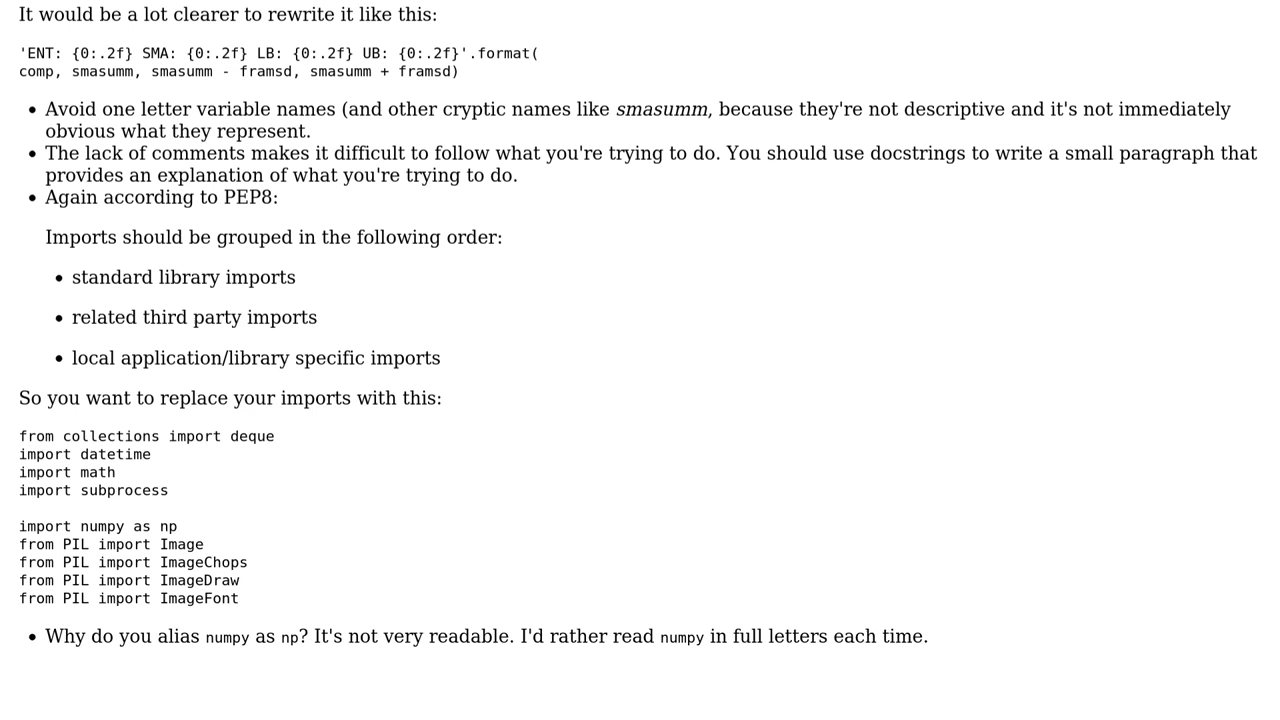 It would be a lot clearer to rewrite it like this:
'ENT: {0:.2f} SMA: {0:.2f} LB: {0:.2f} UB: {0:.2f}'.format(
comp, smasumm, smasumm - framsd, smasumm + framsd)
• Avoid one letter variable names (and other cryptic names like smasumm, because they're not descriptive and it's not immediately
obvious what they represent.
• The lack of comments makes it difficult to follow what you're trying to do. You should use docstrings to write a small paragraph that
provides an explanation of what you're trying to do.
• Again according to PEP8:
Imports should be grouped in the following order:
• standard library imports
• related third party imports
• local application/library specific imports
So you want to replace your imports with this:
from collections import deque
import datetime
import math
import subprocess
import numpy as np
from PIL import Image
from PIL import ImageChops
from PIL import ImageDraw
from PIL import ImageFont
• Why do you alias numpy as np? It's not very readable. I'd rather read numpy in full letters each time.